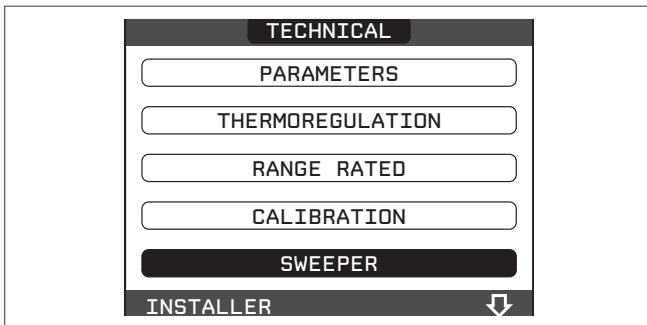 TECHNICAL
PARAMETERS
THERMOREGULATION
RANGE RATED
CALIBRATION
SWEEPER
INSTALLER